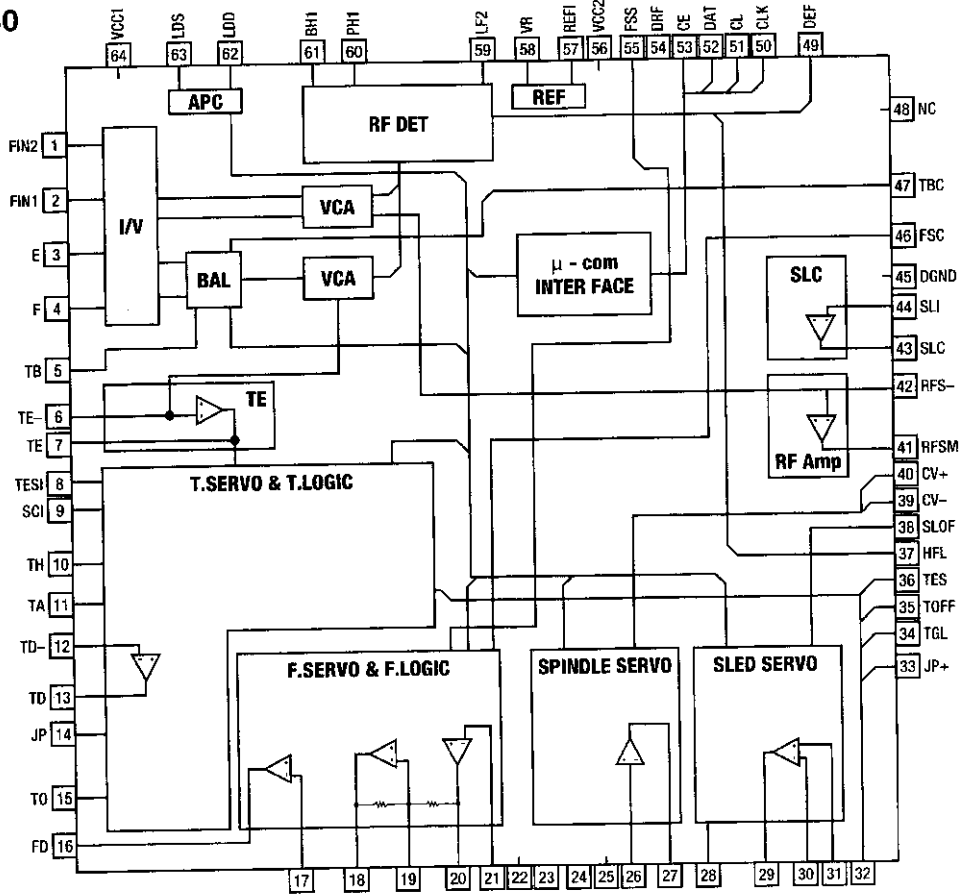 VCC1 LDS LDD BH1 PH1 LF2 VR REFI VCC2 FSS DRF CE DAT CL CLK DEF
64 63 62 61 60 59 58 57 56 55 54 53 52 51 50 49
APC
REF
RF DET
48 NC
FIN2 1
47 TBC
FIN1 2
VCA
I/V
46 FSC
E 3
μ - com
INTER FACE
SLC
45 DGND
BAL
VCA
F 4
44 SLI
43 SLC
TB 5
42 RFS-
TE
TE- 6
TE 7
RF Amp
41 RFSM
40 CV+
T.SERVO & T.LOGIC
TESI 8
39 CV-
SCI 9
38 SLOF
37 HFL
TH 10
36 TES
TA 11
35 TOFF
34 TGL
TD- 12
F.SERVO & F.LOGIC
SPINDLE SERVO
SLED SERVO
33 JP+
TD 13
JP 14
TO 15
FD 16
17 18 19 20 21 22 23 24 25 26 27 28 29 30 31 32